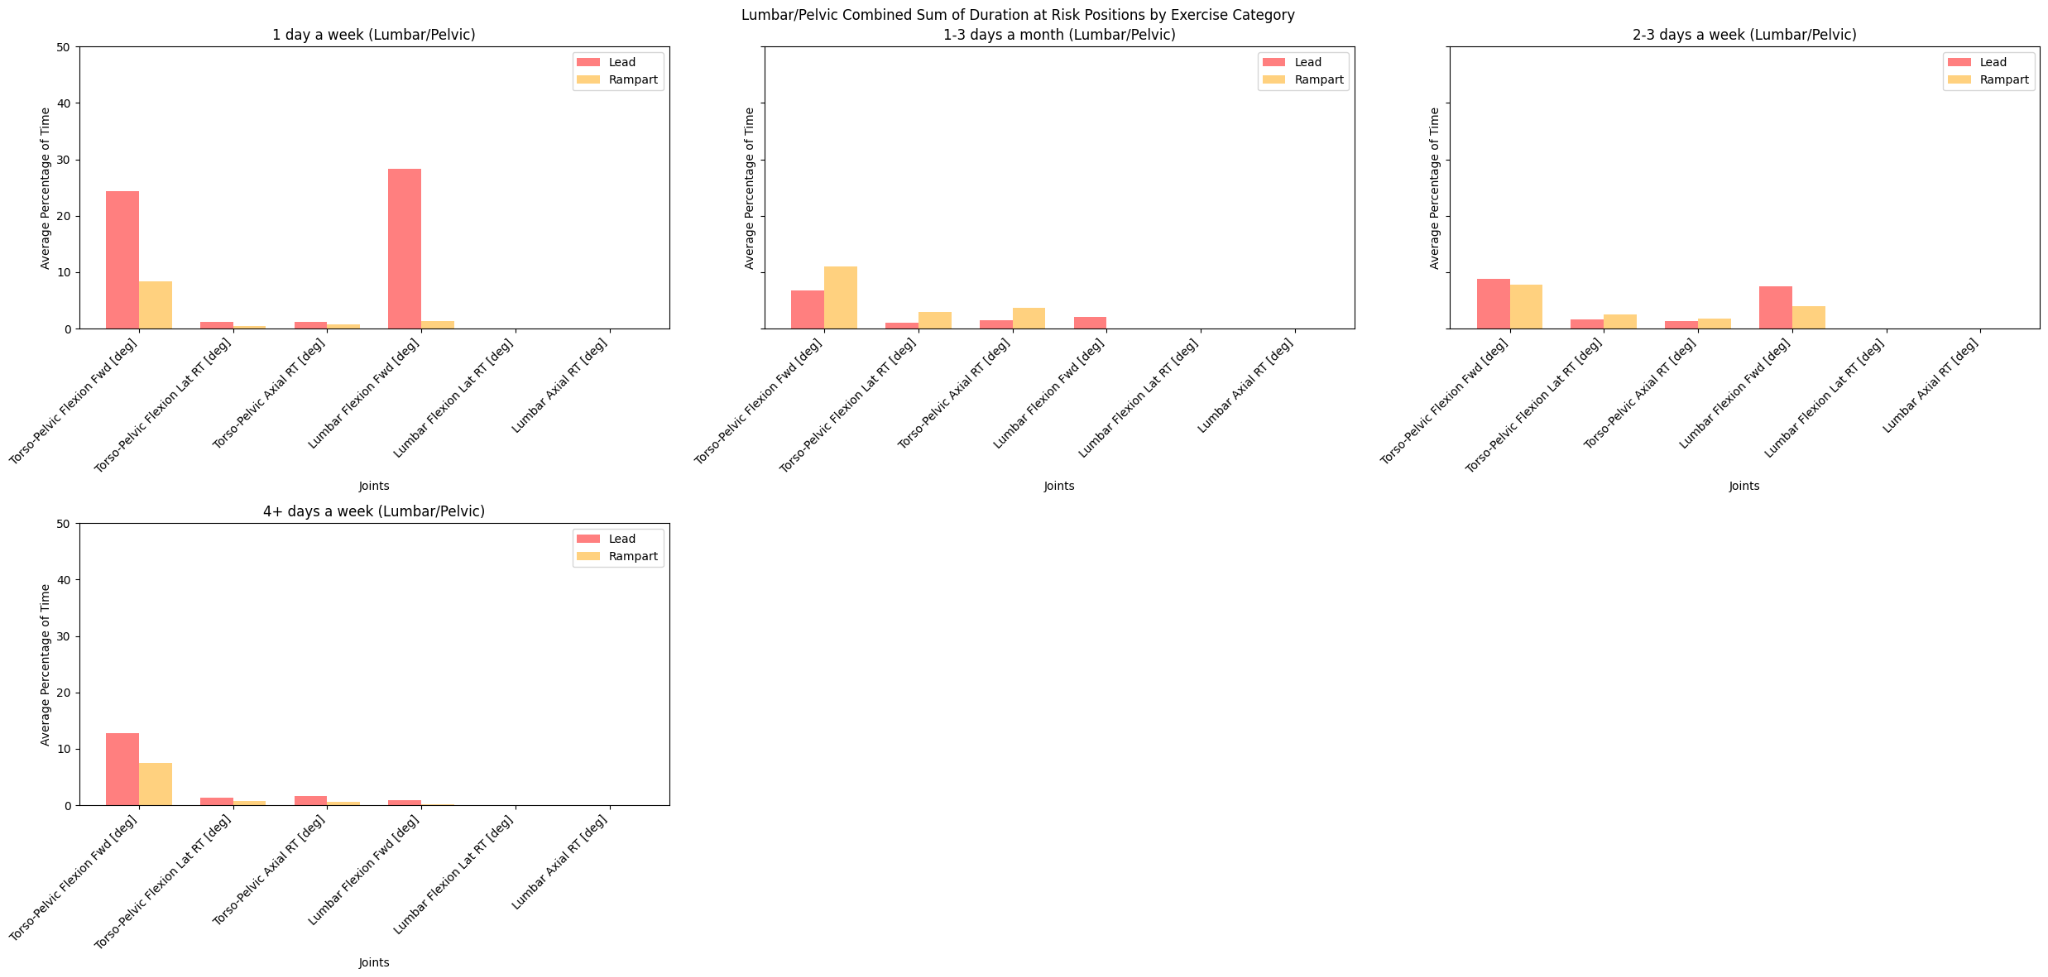 Lumbar/Pelvic Combined Sum of Duration at Risk Positions by Exercise Category
1 day a week (Lumbar/Pelvic)
Average Percentage of Time
50
40
30
20
10
0
Lead
Rampart
Torso-Pelvic Flexion Fwd [deg]
Torso-Pelvic Flexion Lat RT [deg]
Torso-Pelvic Axial RT [deg]
Lumbar Flexion Fwd [deg]
Lumbar Flexion Lat RT [deg]
Lumbar Axial RT [deg]
Joints
1-3 days a month (Lumbar/Pelvic)
Average Percentage of Time
Lead
Rampart
Torso-Pelvic Flexion Fwd [deg]
Torso-Pelvic Flexion Lat RT [deg]
Torso-Pelvic Axial RT [deg]
Lumbar Flexion Fwd [deg]
Lumbar Flexion Lat RT [deg]
Lumbar Axial RT [deg]
Joints
2-3 days a week (Lumbar/Pelvic)
Average Percentage of Time
Lead
Rampart
Torso-Pelvic Flexion Fwd [deg]
Torso-Pelvic Flexion Lat RT [deg]
Torso-Pelvic Axial RT [deg]
Lumbar Flexion Fwd [deg]
Lumbar Flexion Lat RT [deg]
Lumbar Axial RT [deg]
Joints
4+ days a week (Lumbar/Pelvic)
Average Percentage of Time
50
40
30
20
10
0
Lead
Rampart
Torso-Pelvic Flexion Fwd [deg]
Torso-Pelvic Flexion Lat RT [deg]
Torso-Pelvic Axial RT [deg]
Lumbar Flexion Fwd [deg]
Lumbar Flexion Lat RT [deg]
Lumbar Axial RT [deg]
Joints